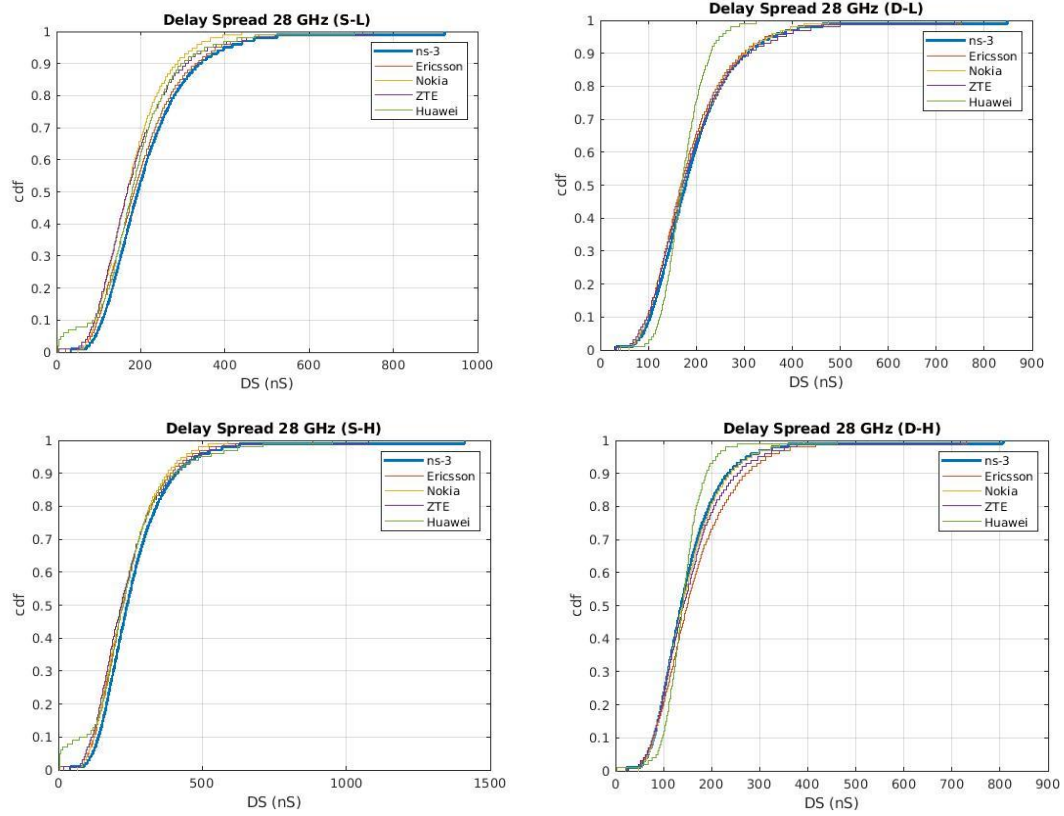 Delay Spread 28 GHz (S-L)
1
0.9
0.8
0.7
0.6
0.5
0.4
0.3
0.2
0.1
0
cdf
ns-3
Ericsson
Nokia
ZTE
Huawei
0 200 400 600 800 1000
DS (nS)
Delay Spread 28 GHz (D-L)
1
0.9
0.8
0.7
0.6
0.5
0.4
0.3
0.2
0.1
0
cdf
ns-3
Ericsson
Nokia
ZTE
Huawei
0 100 200 300 400 500 600 700 800 900
DS (nS)
Delay Spread 28 GHz (S-H)
1
0.9
0.8
0.7
0.6
0.5
0.4
0.3
0.2
0.1
0
cdf
ns-3
Ericsson
Nokia
ZTE
Huawei
0 500 1000 1500
DS (nS)
Delay Spread 28 GHz (D-H)
1
0.9
0.8
0.7
0.6
0.5
0.4
0.3
0.2
0.1
0
cdf
ns-3
Ericsson
Nokia
ZTE
Huawei
0 100 200 300 400 500 600 700 800 900
DS (nS)